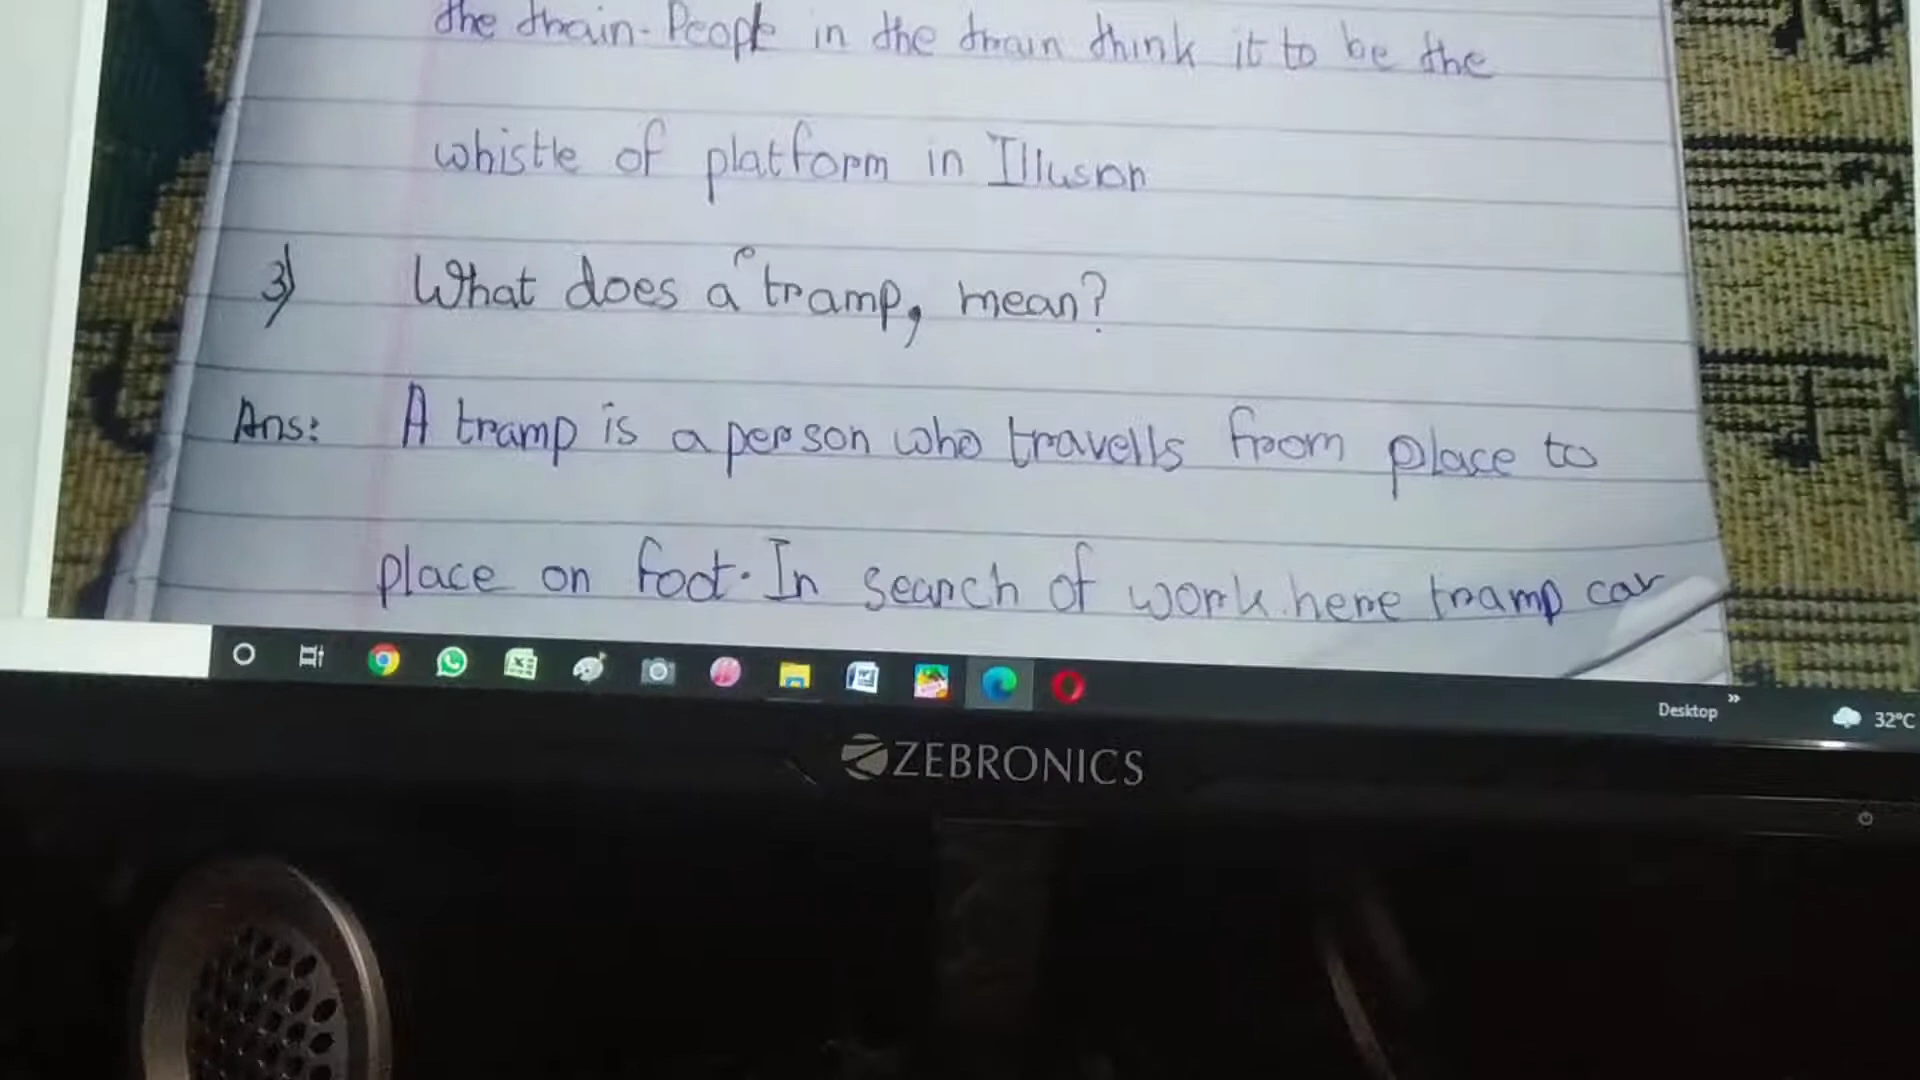 the train. People in the train think it to be the
whistle of platform in Illusion
3) What does a "tramp, mean?
Ans: A tramp is a person who travells from place to
place on foot. In search of work. here tramp car
Desktop » 32°C
ZEBRONICS